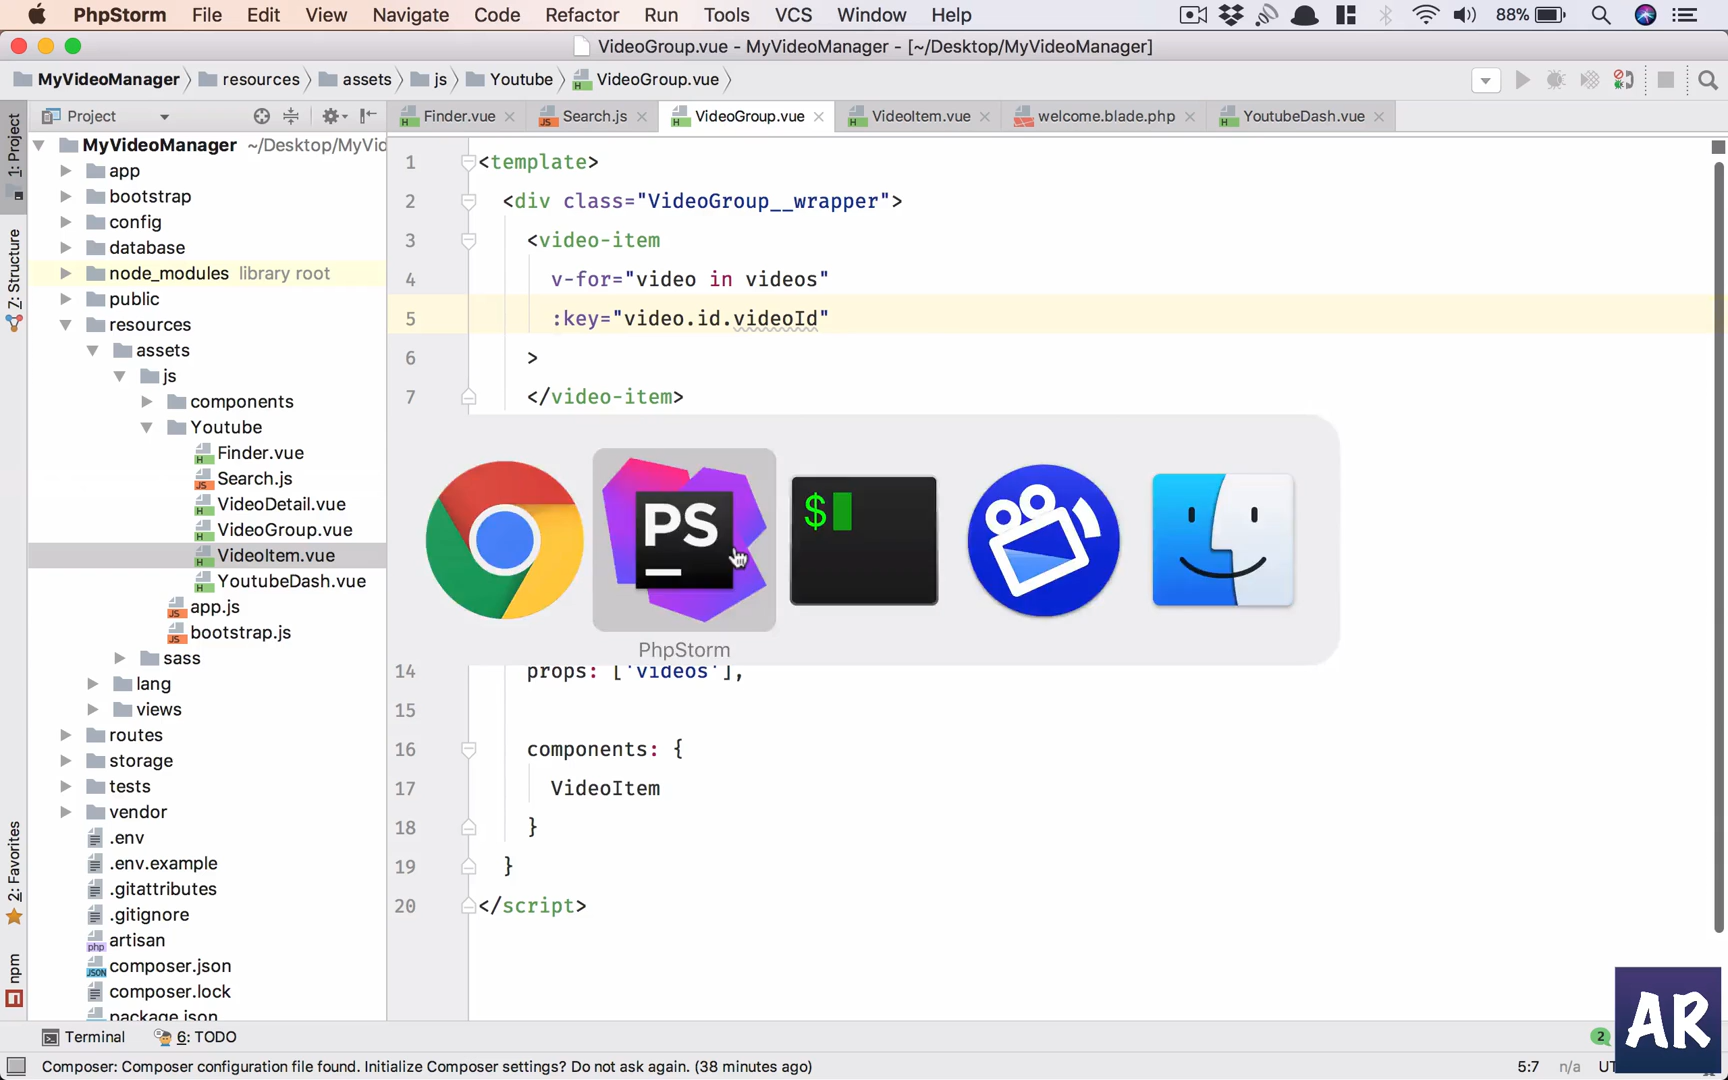 PhpStorm File Edit View Navigate Code Refactor Run Tools VCS Window Help 88%
VideoGroup.vue - MyVideoManager - [~/Desktop/MyVideoManager]
MyVideoManager resources assets js Youtube VideoGroup.vue
Project
Finder.vue Search.js VideoGroup.vue VideoItem.vue welcome.blade.php YoutubeDash.vue
1: Project
7: Structure
2: Favorites
npm
MyVideoManager ~/Desktop/MyVid
app
bootstrap
config
database
node_modules library root
public
resources
assets
js
components
Youtube
Finder.vue
Search.js
VideoDetail.vue
VideoGroup.vue
VideoItem.vue
YoutubeDash.vue
app.js
bootstrap.js
sass
lang
views
routes
storage
tests
vendor
.env
.env.example
.gitattributes
.gitignore
artisan
composer.json
composer.lock
package.json
1 <template>
2 <div class="VideoGroup__wrapper">
3 <video-item
4 v-for="video in videos"
5 :key="video.id.videoId"
6 >
7 </video-item>
PS
$
PhpStorm
14 props: ['videos'],
15
16 components: {
17 VideoItem
18 }
19 }
20 </script>
AR
Terminal 6: TODO 2
Composer: Composer configuration file found. Initialize Composer settings? Do not ask again. (38 minutes ago) 5:7 n/a